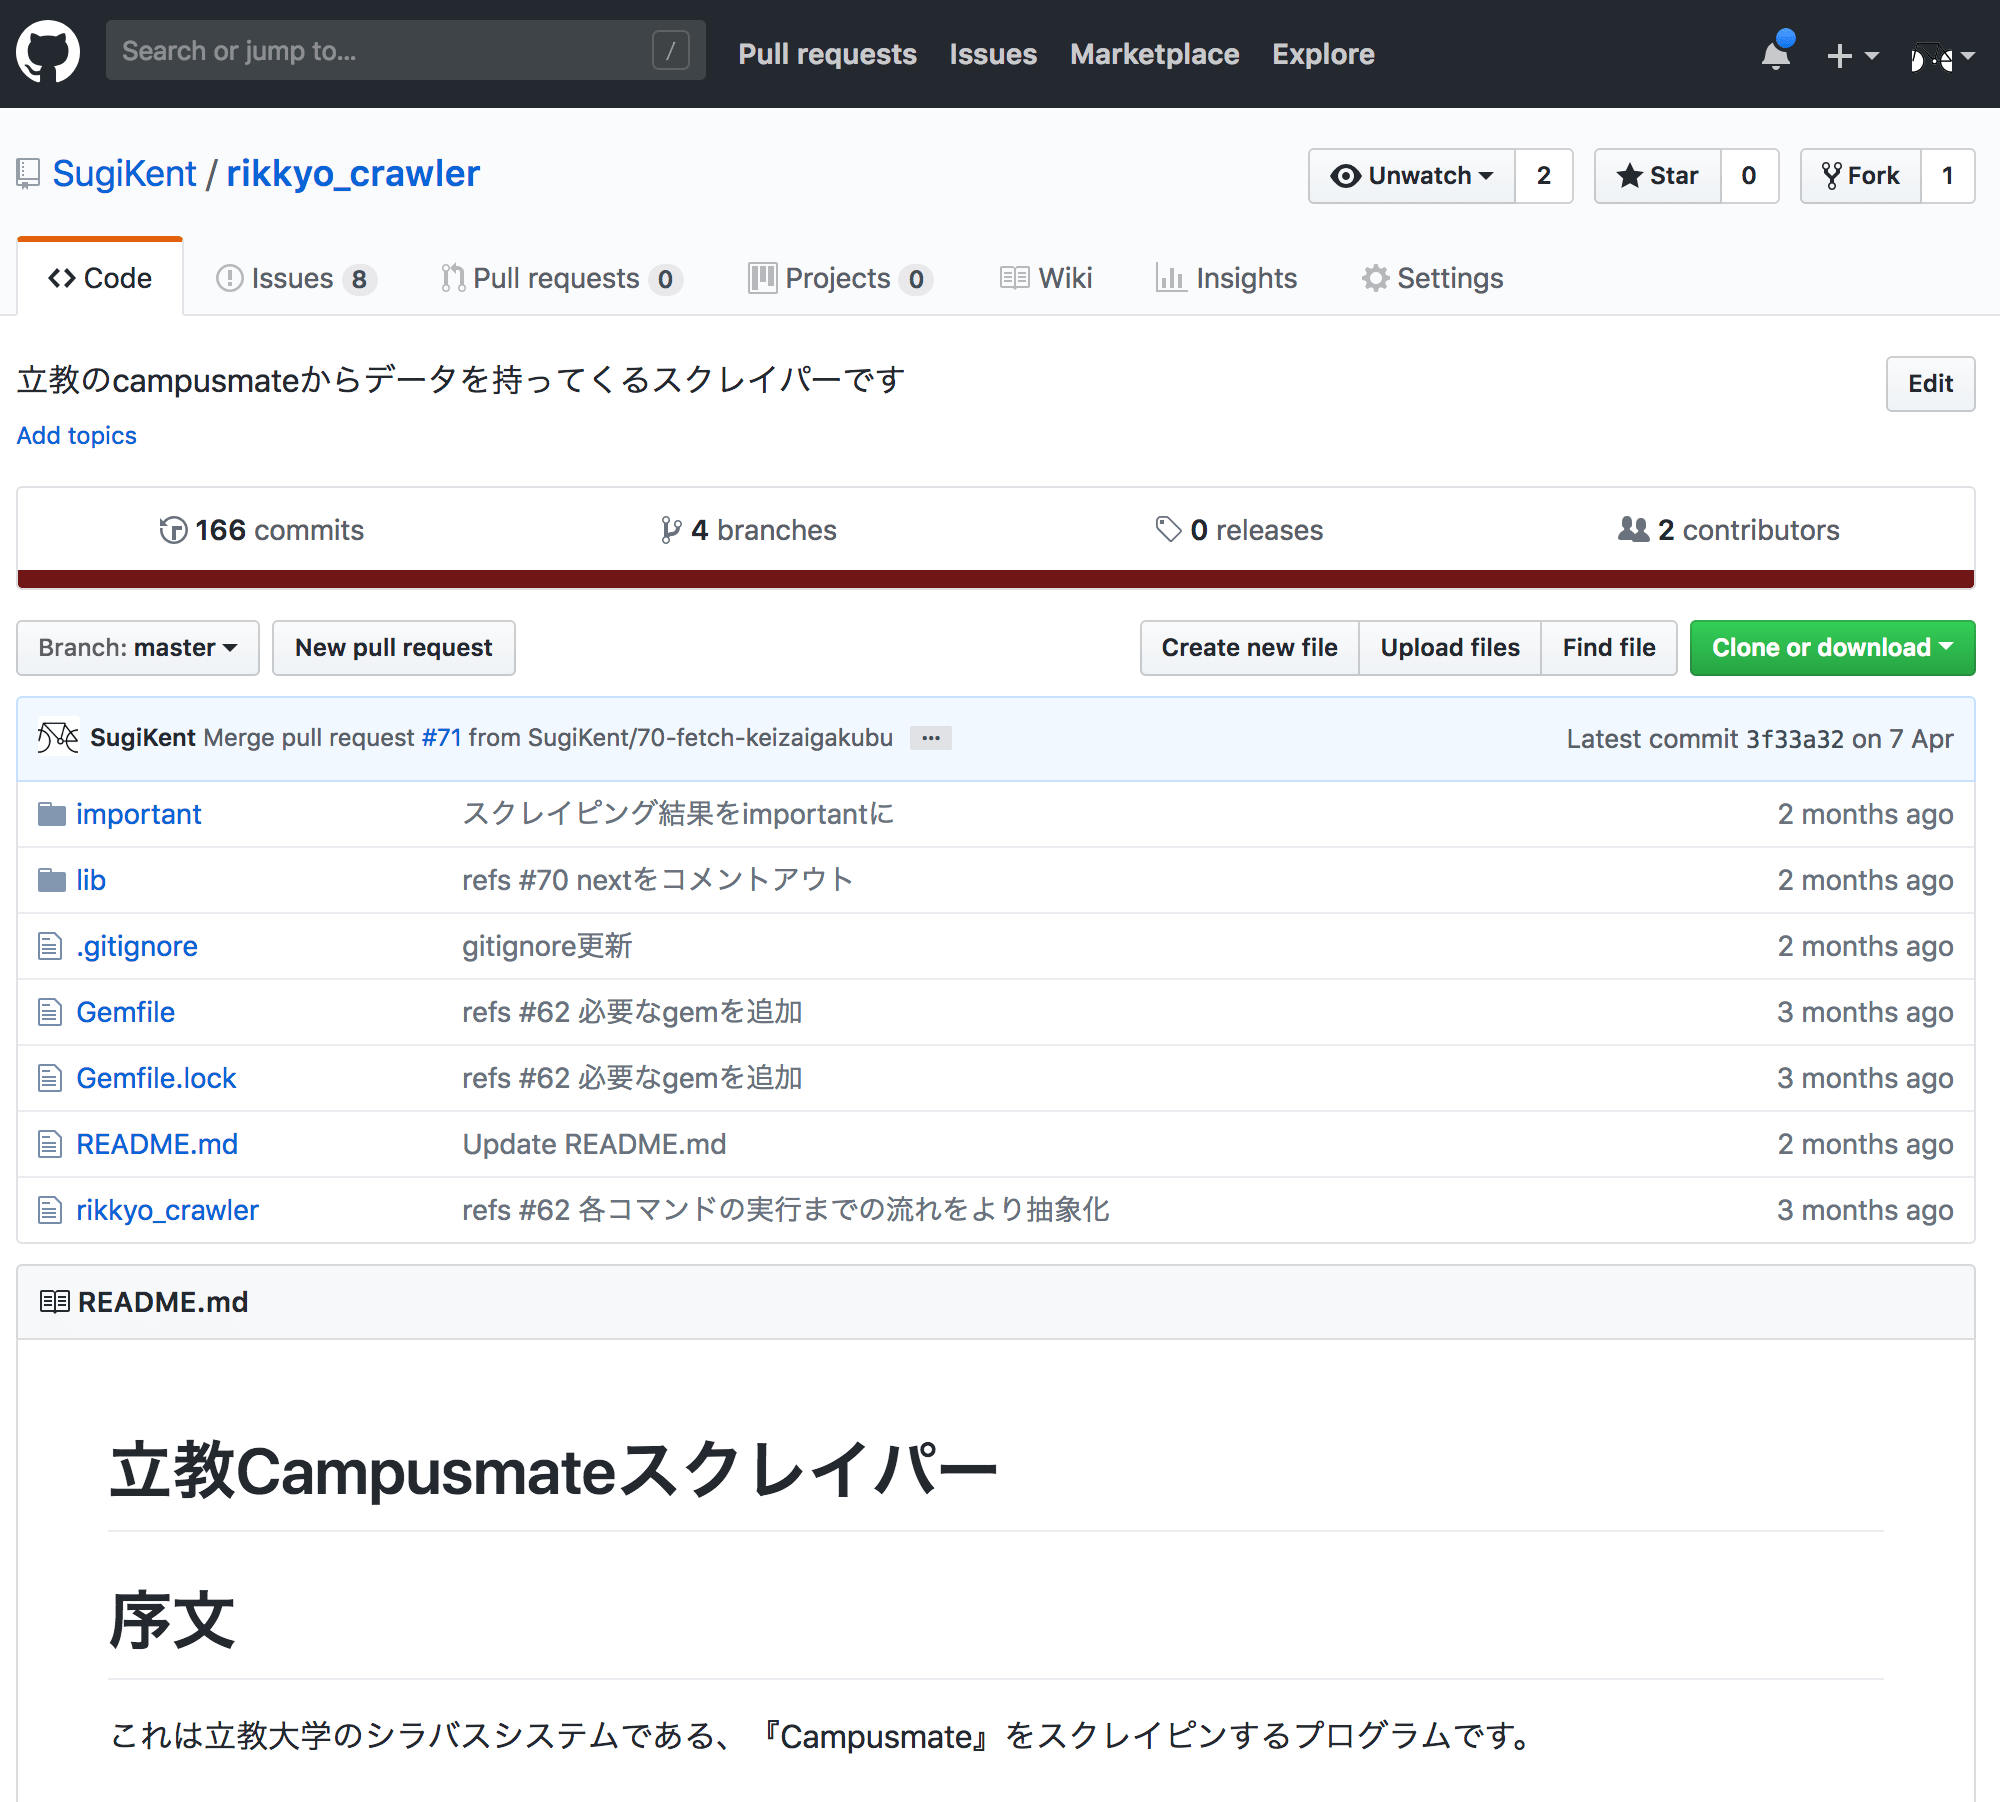 Search or jump to... /
Pull requests Issues Marketplace Explore
SugiKent / rikkyo_crawler
Unwatch 2 Star 0 Fork 1
Code Issues 8 Pull requests 0 Projects 0 Wiki Insights Settings
立教のcampusmateからデータを持ってくるスクレイパーです
Edit
Add topics
166 commits 4 branches 0 releases 2 contributors
Branch: master New pull request Create new file Upload files Find file Clone or download
SugiKent Merge pull request #71 from SugiKent/70-fetch-keizaigakubu ... Latest commit 3f33a32 on 7 Apr
important スクレイピング結果をimportantに 2 months ago
lib refs #70 nextをコメントアウト 2 months ago
.gitignore gitignore更新 2 months ago
Gemfile refs #62 必要なgemを追加 3 months ago
Gemfile.lock refs #62 必要なgemを追加 3 months ago
README.md Update README.md 2 months ago
rikkyo_crawler refs #62 各コマンドの実行までの流れをより抽象化 3 months ago
README.md
立教Campusmateスクレイパー
序文
これは立教大学のシラバスシステムである、『Campusmate』をスクレイピンするプログラムです。